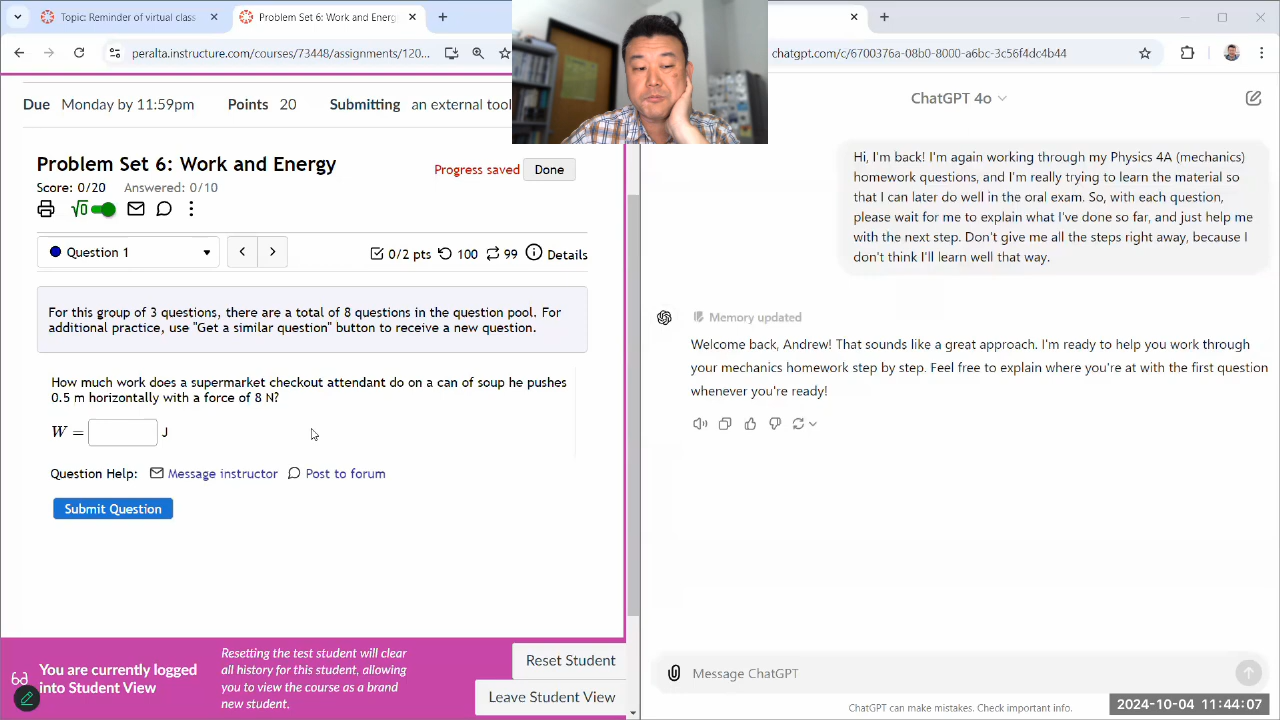 Topic: Reminder of virtual class
Problem Set 6: Work and Energ
peralta.instructure.com/courses/73448/assignments/120...
chatgpt.com/c/6700376a-08b0-8000-a6bc-3c56f4dc4b44
Due Monday by 11:59pm Points 20 Submitting an external tool
Problem Set 6: Work and Energy
Progress saved Done
Score: 0/20 Answered: 0/10
√0
Question 1
0/2 pts 100 99 Details
For this group of 3 questions, there are a total of 8 questions in the question pool. For
additional practice, use "Get a similar question" button to receive a new question.
How much work does a supermarket checkout attendant do on a can of soup he pushes
0.5 m horizontally with a force of 8 N?
W = J
Question Help: Message instructor Post to forum
Submit Question
You are currently logged
into Student View
Resetting the test student will clear
all history for this student, allowing
you to view the course as a brand
new student.
Reset Student
Leave Student View
ChatGPT 4o
Hi, I'm back! I'm again working through my Physics 4A (mechanics)
homework questions, and I'm really trying to learn the material so
that I can later do well in the oral exam. So, with each question,
please wait for me to explain what I've done so far, and just help me
with the next step. Don't give me all the steps right away, because I
don't think I'll learn well that way.
Memory updated
Welcome back, Andrew! That sounds like a great approach. I'm ready to help you work through
your mechanics homework step by step. Feel free to explain where you're at with the first question
whenever you're ready!
Message ChatGPT
ChatGPT can make mistakes. Check important info.
2024-10-04 11:44:07